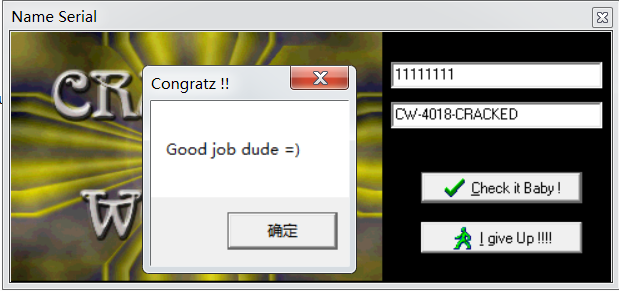 Name Serial
Congratz !!
Good job dude =)
确定
11111111
CW-4018-CRACKED
Check it Baby !
I give Up !!!!
CR
W